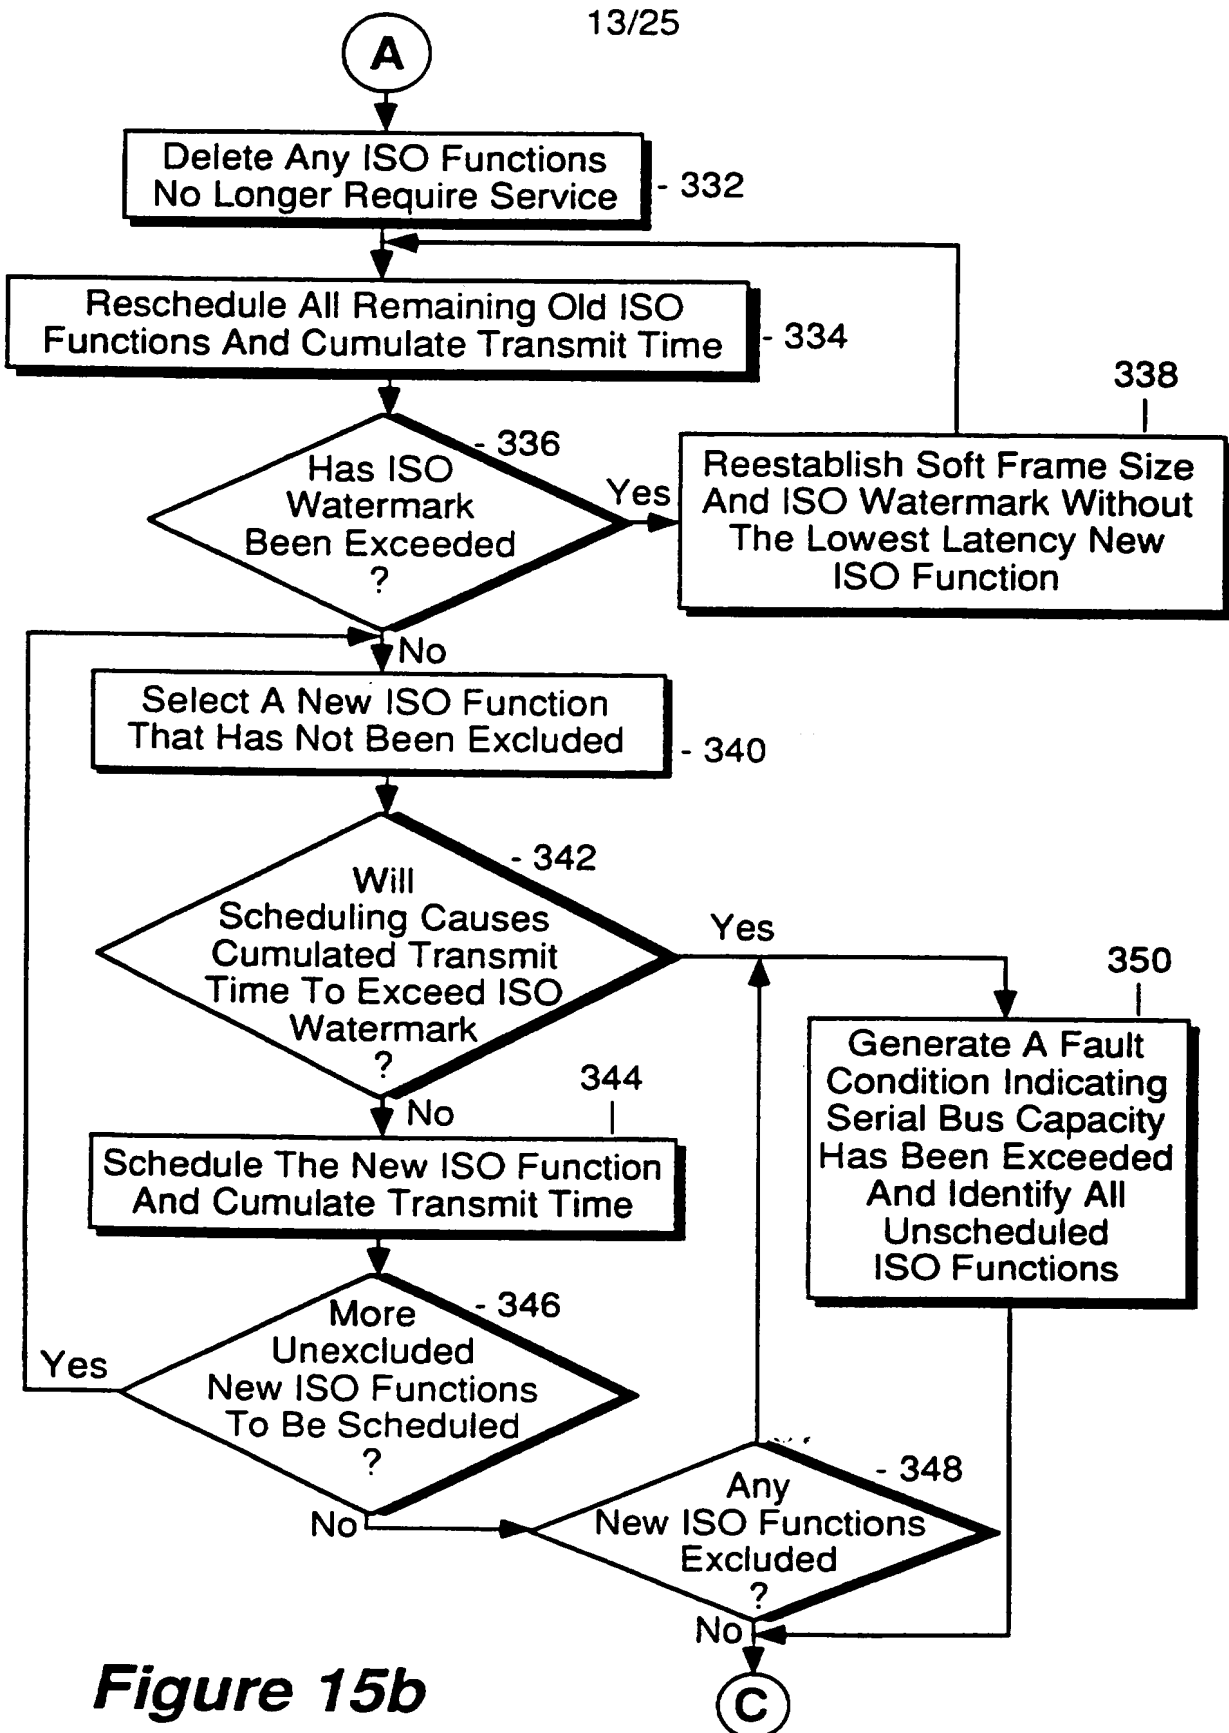 13/25
A
Delete Any ISO Functions
No Longer Require Service
- 332
Reschedule All Remaining Old ISO
Functions And Cumulate Transmit Time
- 334
338
- 336
Has ISO
Watermark
Been Exceeded
?
Yes
Reestablish Soft Frame Size
And ISO Watermark Without
The Lowest Latency New
ISO Function
No
Select A New ISO Function
That Has Not Been Excluded
- 340
- 342
Will
Scheduling Causes
Cumulated Transmit
Time To Exceed ISO
Watermark
?
Yes
350
Generate A Fault
Condition Indicating
Serial Bus Capacity
Has Been Exceeded
And Identify All
Unscheduled
ISO Functions
344
No
Schedule The New ISO Function
And Cumulate Transmit Time
- 346
More
Unexcluded
New ISO Functions
To Be Scheduled
?
Yes
No
- 348
Any
New ISO Functions
Excluded
?
No
C
Figure 15b